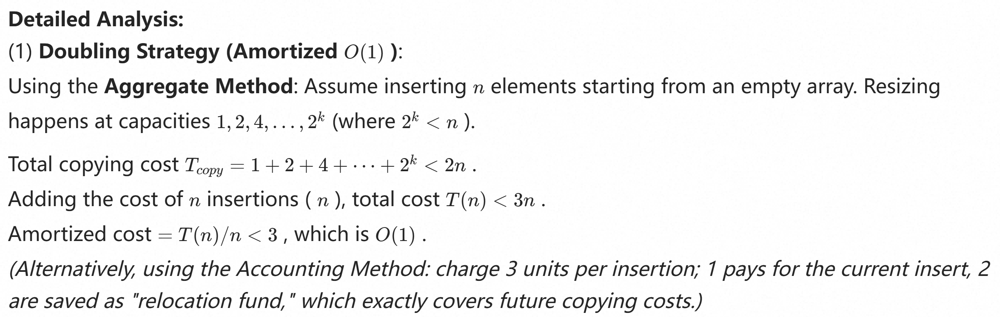 Detailed Analysis:
(1) Doubling Strategy (Amortized O(1) ):
Using the Aggregate Method: Assume inserting n elements starting from an empty array. Resizing
happens at capacities 1, 2, 4, . . . , 2^k (where 2^k < n ).
Total copying cost T_{copy} = 1 + 2 + 4 + ⋯ + 2^k < 2n .
Adding the cost of n insertions ( n ), total cost T(n) < 3n .
Amortized cost = T(n)/n < 3 , which is O(1) .
(Alternatively, using the Accounting Method: charge 3 units per insertion; 1 pays for the current insert, 2
are saved as "relocation fund," which exactly covers future copying costs.)